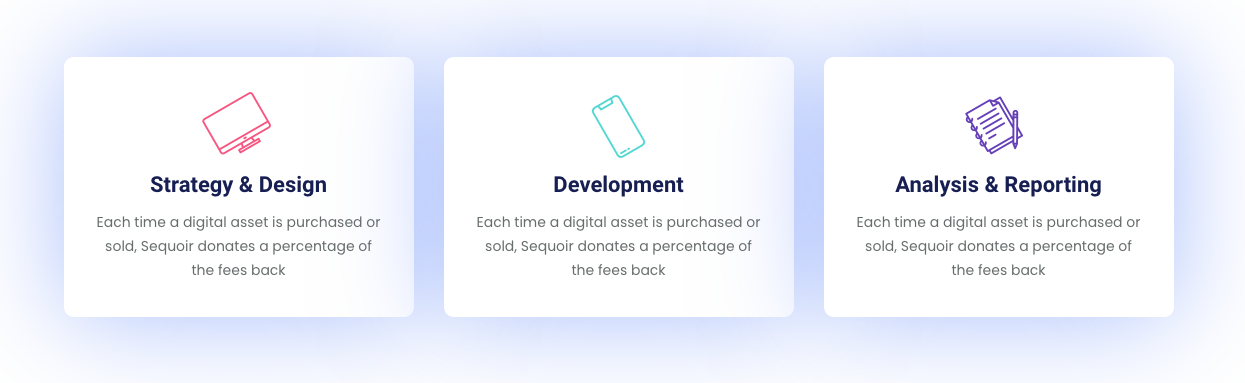 Strategy & Design
Each time a digital asset is purchased or
sold, Sequoir donates a percentage of
the fees back
Development
Each time a digital asset is purchased or
sold, Sequoir donates a percentage of
the fees back
Analysis & Reporting
Each time a digital asset is purchased or
sold, Sequoir donates a percentage of
the fees back